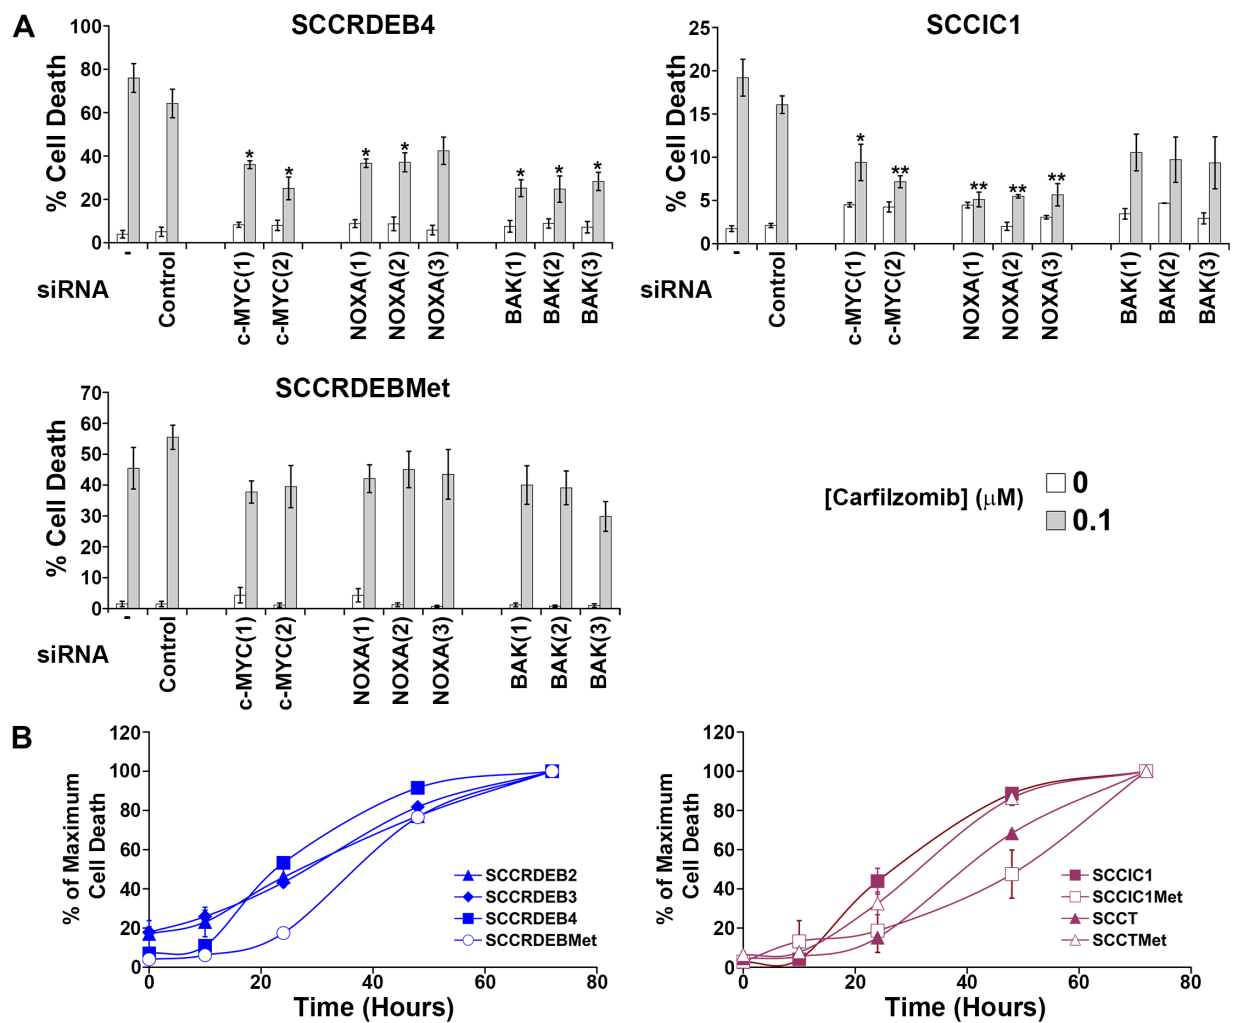 A
SCCRDEB4
% Cell Death
100
80
60
40
20
0
* * * * * * *
- Control c-MYC(1) c-MYC(2) NOXA(1) NOXA(2) NOXA(3) BAK(1) BAK(2) BAK(3)
siRNA
SCCIC1
% Cell Death
25
20
15
10
5
0
* ** ** ** **
- Control c-MYC(1) c-MYC(2) NOXA(1) NOXA(2) NOXA(3) BAK(1) BAK(2) BAK(3)
siRNA
SCCRDEBMet
% Cell Death
70
60
50
40
30
20
10
0
- Control c-MYC(1) c-MYC(2) NOXA(1) NOXA(2) NOXA(3) BAK(1) BAK(2) BAK(3)
siRNA
[Carfilzomib] (μM)
0
0.1
B
% of Maximum
Cell Death
120
100
80
60
40
20
0
0 20 40 60 80
Time (Hours)
SCCRDEB2
SCCRDEB3
SCCRDEB4
SCCRDEBMet
% of Maximum
Cell Death
120
100
80
60
40
20
0
0 20 40 60 80
Time (Hours)
SCCIC1
SCCIC1Met
SCCT
SCCTMet